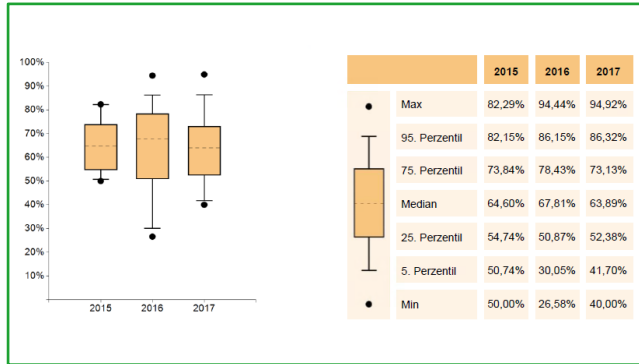 100%
90%
80%
70%
60%
50%
40%
30%
20%
10%
2015 2016 2017
2015 2016 2017
Max 82,29% 94,44% 94,92%
95. Perzentil 82,15% 86,15% 86,32%
75. Perzentil 73,84% 78,43% 73,13%
Median 64,60% 67,81% 63,89%
25. Perzentil 54,74% 50,87% 52,38%
5. Perzentil 50,74% 30,05% 41,70%
Min 50,00% 26,58% 40,00%